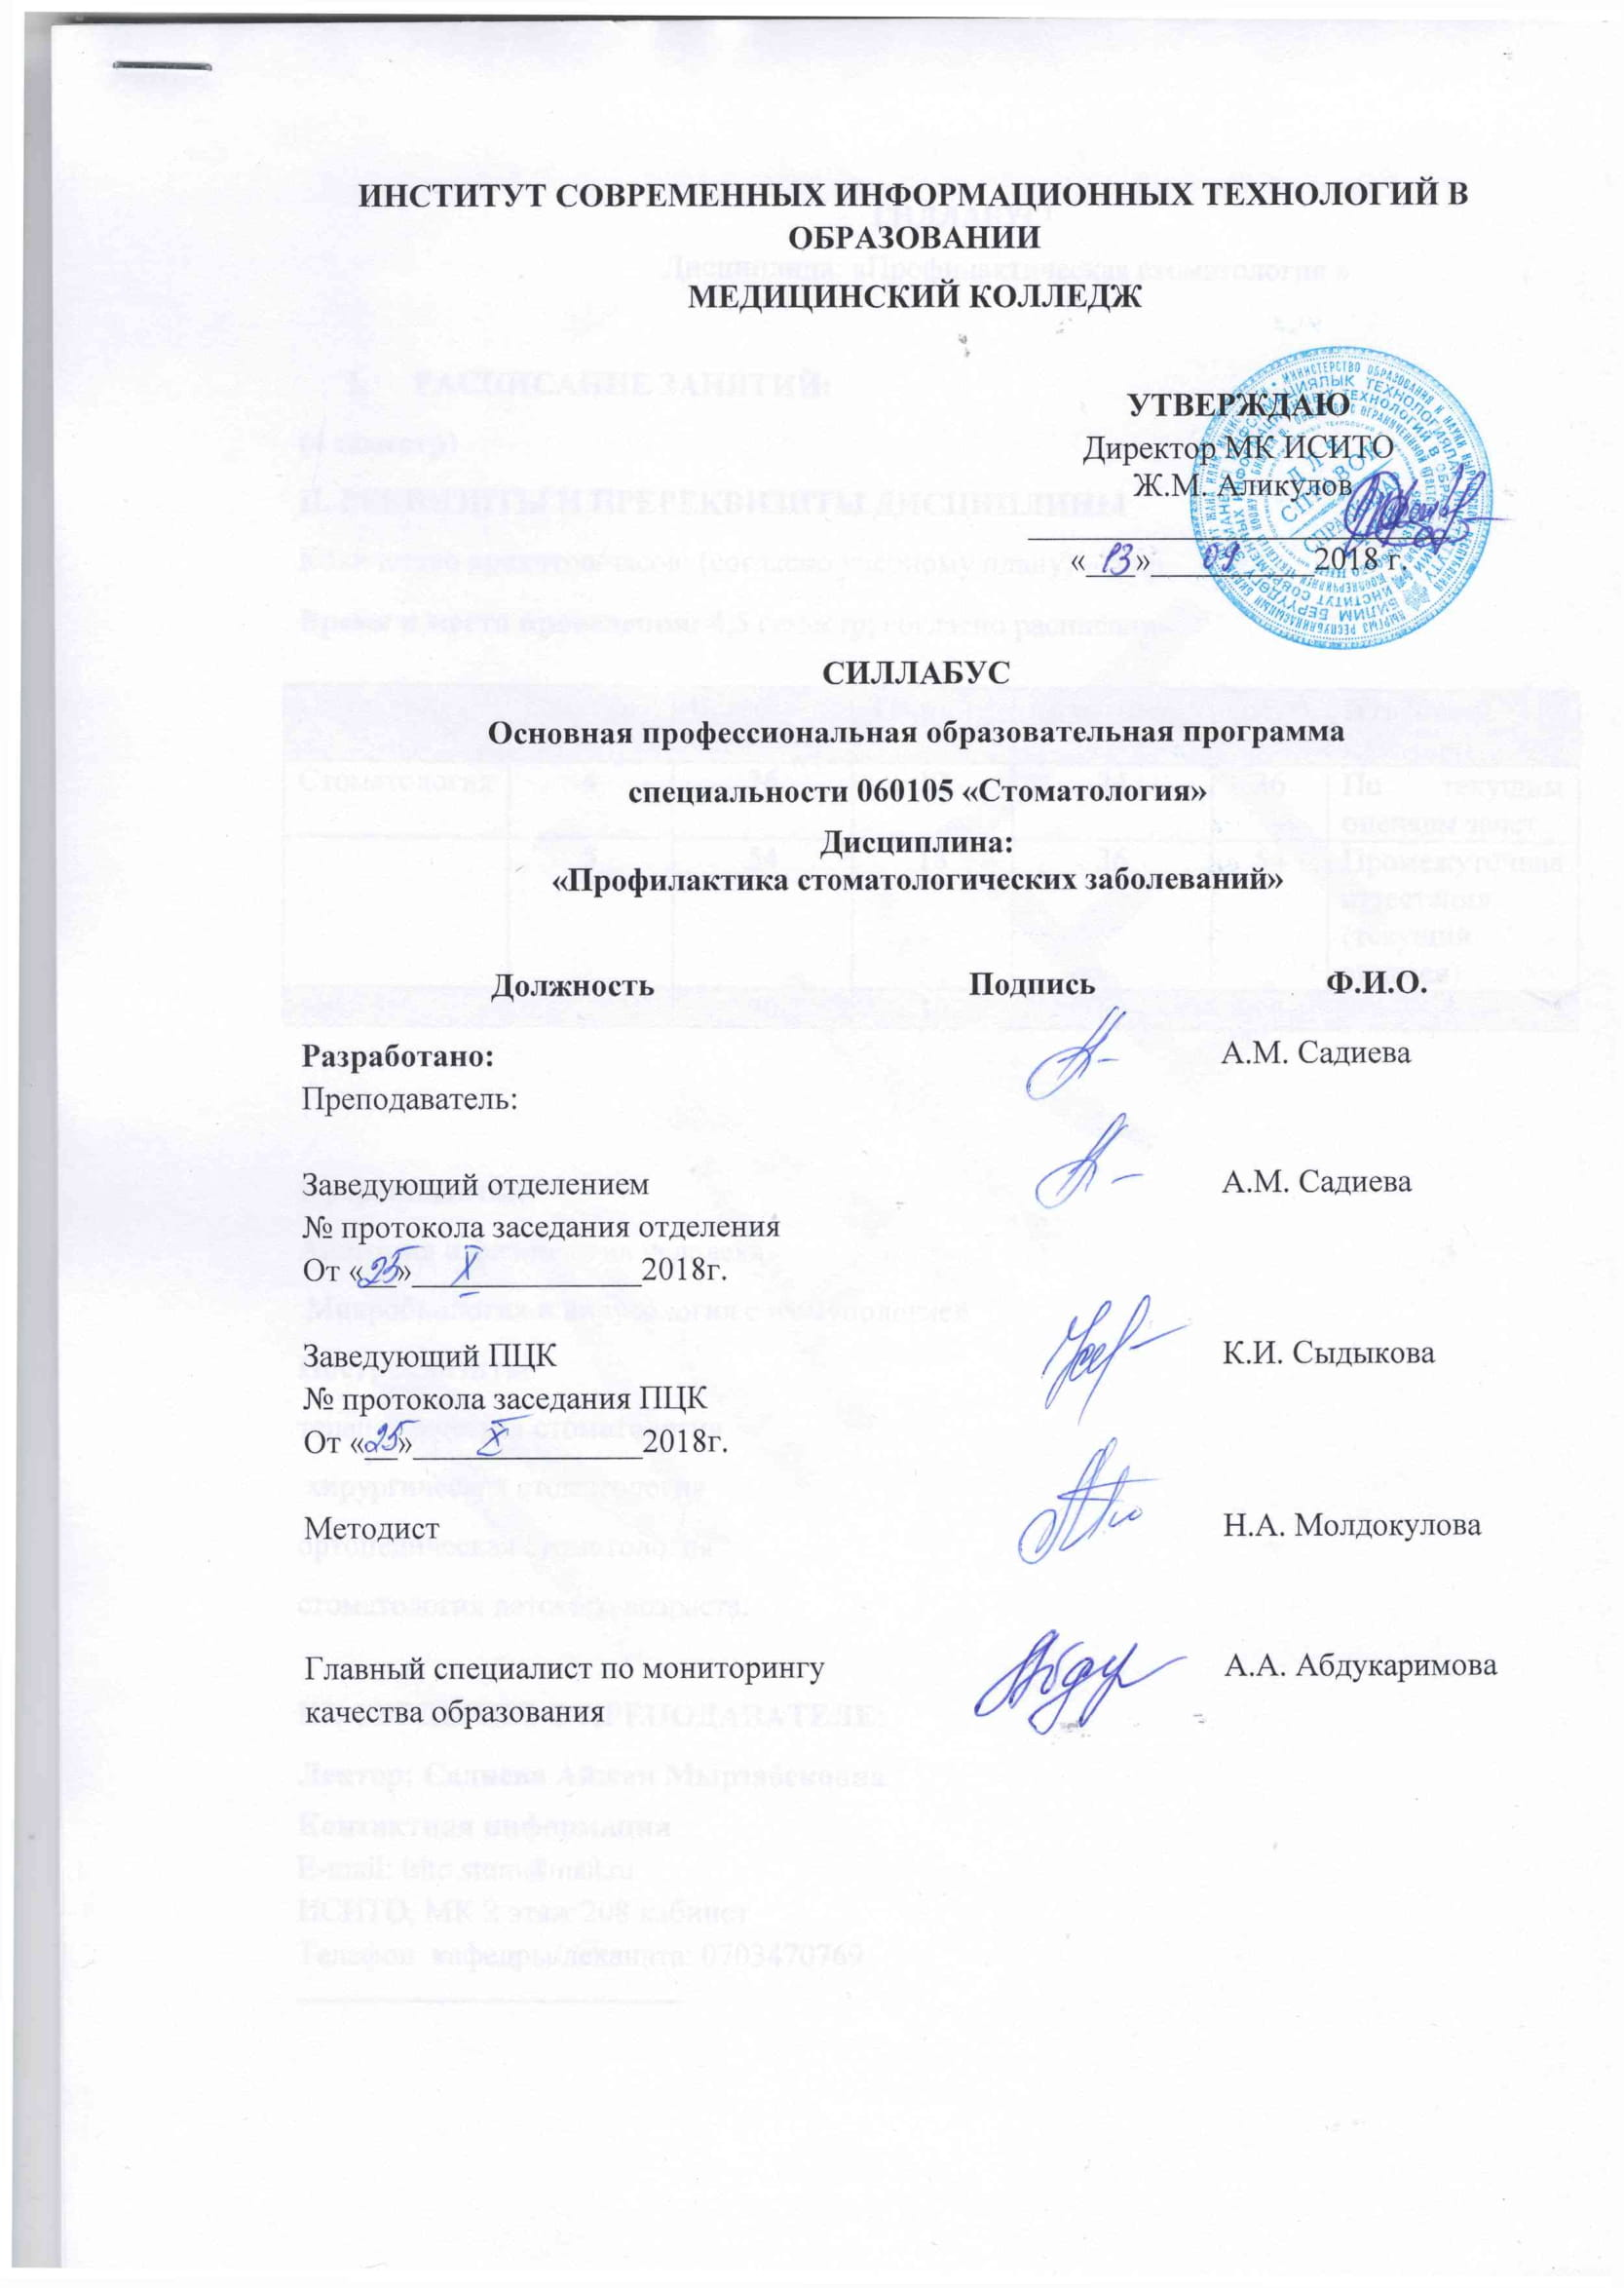 ИНСТИТУТ СОВРЕМЕННЫХ ИНФОРМАЦИОННЫХ ТЕХНОЛОГИЙ В
ОБРАЗОВАНИИ
МЕДИЦИНСКИЙ КОЛЛЕДЖ
УТВЕРЖДАЮ
Директор МК ИСИТО
Ж.М. Аликулов
«13» 09 2018 г.
ДЛЯ
СПРАВОК
СИЛЛАБУС
Основная профессиональная образовательная программа
специальности 060105 «Стоматология»
Дисциплина:
«Профилактика стоматологических заболеваний»
Должность Подпись Ф.И.О.
Разработано: А.М. Садиева
Преподаватель:
Заведующий отделением А.М. Садиева
№ протокола заседания отделения
От «25» X 2018г.
Заведующий ПЦК К.И. Сыдыкова
№ протокола заседания ПЦК
От «25» X 2018г.
Методист Н.А. Молдокулова
Главный специалист по мониторингу А.А. Абдукаримова
качества образования